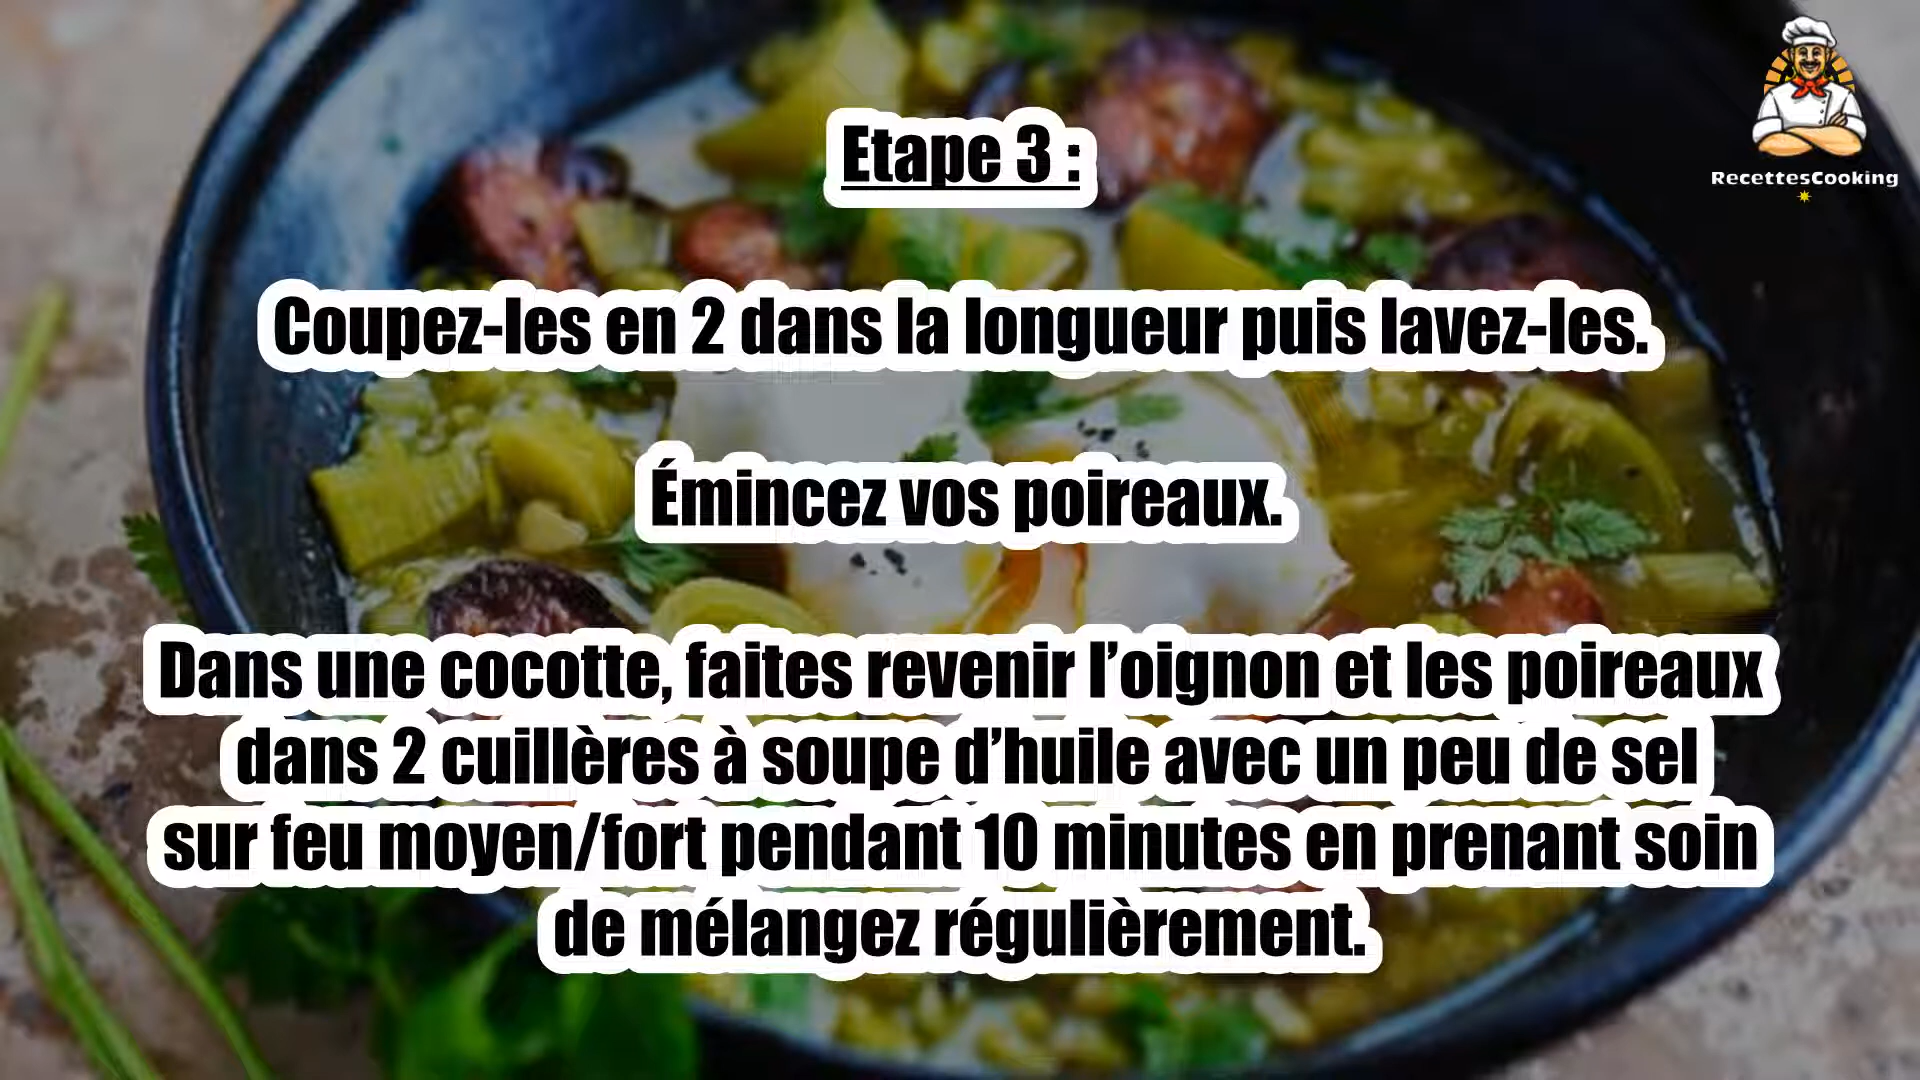 RecettesCooking
Etape 3 :
Coupez-les en 2 dans la longueur puis lavez-les.
Émincez vos poireaux.
Dans une cocotte, faites revenir l’oignon et les poireaux
dans 2 cuillères à soupe d’huile avec un peu de sel
sur feu moyen/fort pendant 10 minutes en prenant soin
de mélangez régulièrement.